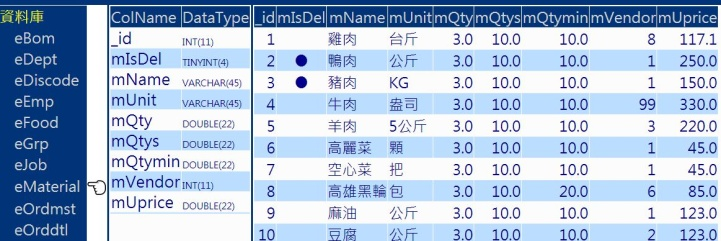 資料庫
eBom
eDept
eDiscode
eEmp
eFood
eGrp
eJob
eMaterial
eOrdmst
eOrddtl
ColName DataType
_id INT(11)
mIsDel TINYINT(4)
mName VARCHAR(45)
mUnit VARCHAR(45)
mQty DOUBLE(22)
mQtys DOUBLE(22)
mQtymin DOUBLE(22)
mVendor INT(11)
mUprice DOUBLE(22)
_id mIsDel mName mUnit mQty mQtys mQtymin mVendor mUprice
1 雞肉 台斤 3.0 10.0 10.0 8 117.1
2 ● 鴨肉 公斤 3.0 10.0 10.0 1 250.0
3 ● 豬肉 KG 3.0 10.0 10.0 1 150.0
4 牛肉 盎司 3.0 10.0 10.0 99 330.0
5 羊肉 5公斤 3.0 10.0 10.0 3 220.0
6 高麗菜 顆 3.0 10.0 10.0 1 45.0
7 空心菜 把 3.0 10.0 10.0 1 45.0
8 高雄黑輪 包 3.0 10.0 20.0 6 85.0
9 麻油 公斤 3.0 10.0 10.0 1 123.0
10 豆腐 公斤 3.0 10.0 10.0 2 123.0